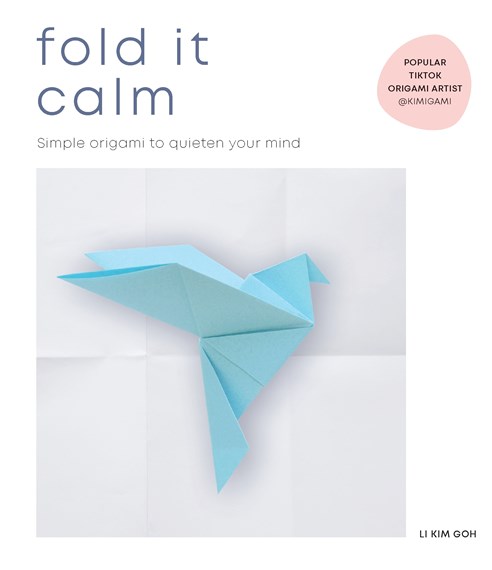 fold it
calm
Simple origami to quieten your mind
POPULAR
TIKTOK
ORIGAMI ARTIST
@KIMIGAMI
LI KIM GOH